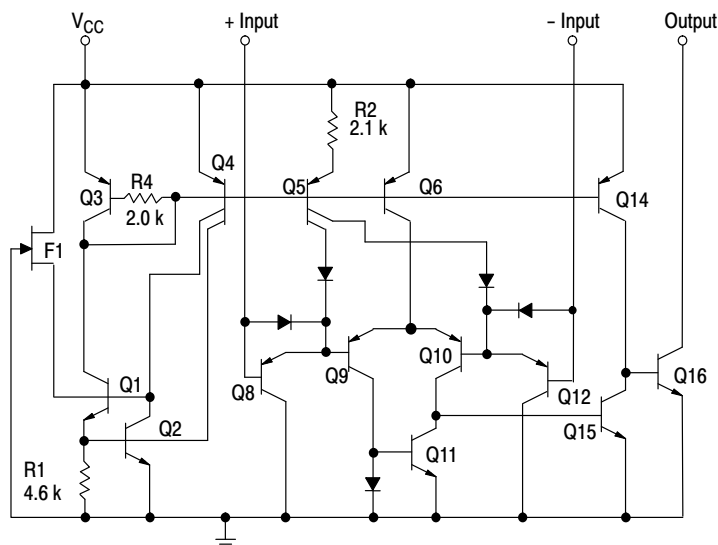 VCC
+ Input
– Input
Output
R2
2.1 k
Q4
Q3
R4
2.0 k
Q5
Q6
Q14
F1
Q1
Q2
Q8
Q9
Q10
Q12
Q16
Q15
Q11
R1
4.6 k